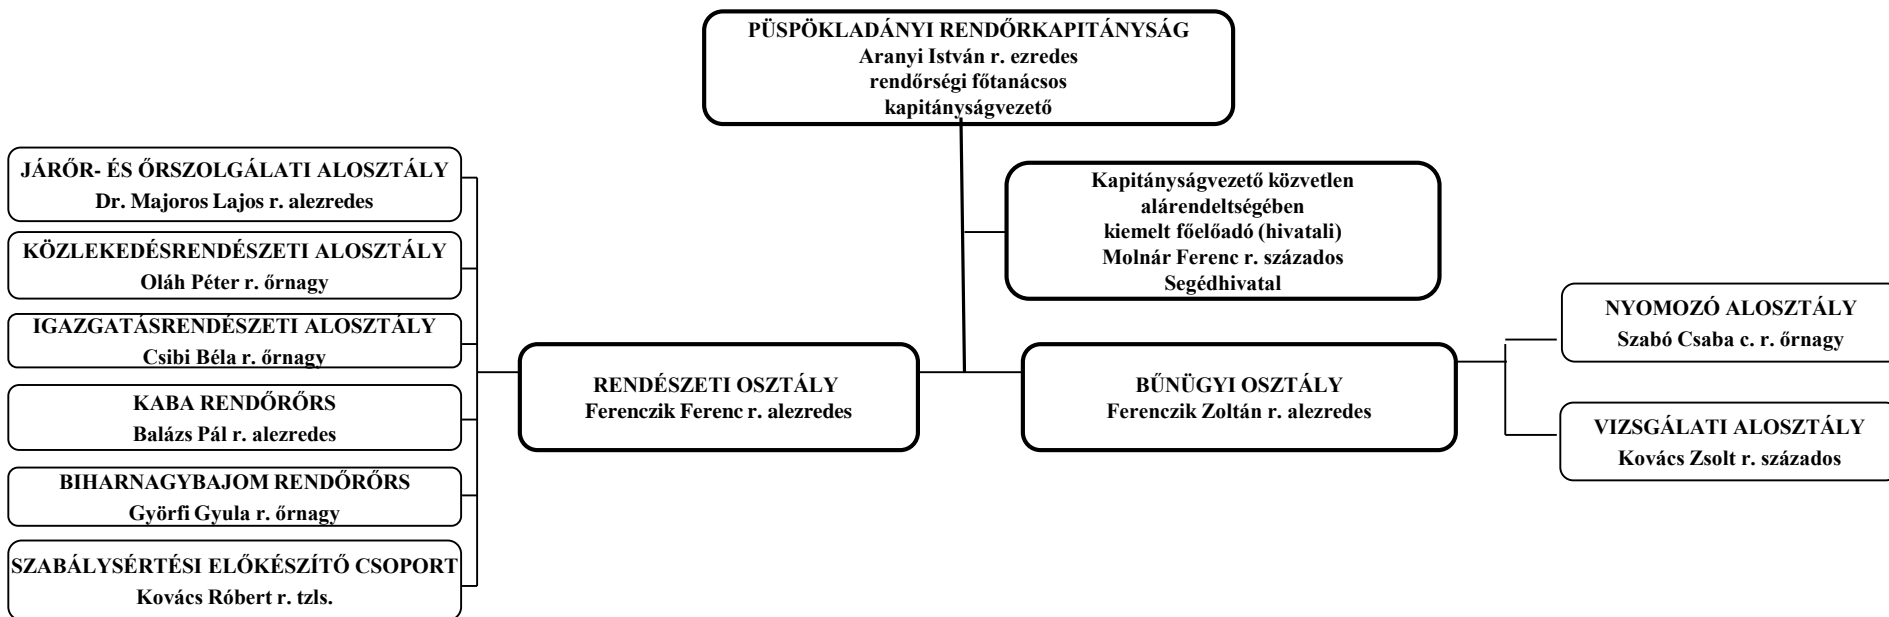 PÜSPÖKLADÁNYI RENDŐRKAPITÁNYSÁG
Aranyi István r. ezredes
rendőrségi főtanácsos
kapitányságvezető
Kapitányságvezető közvetlen
alárendeltségében
kiemelt főelőadó (hivatali)
Molnár Ferenc r. százados
Segédhivatal
JÁRŐR- ÉS ŐRSZOLGÁLATI ALOSZTÁLY
Dr. Majoros Lajos r. alezredes
KÖZLEKEDÉSRENDÉSZETI ALOSZTÁLY
Oláh Péter r. őrnagy
IGAZGATÁSRENDÉSZETI ALOSZTÁLY
Csibi Béla r. őrnagy
KABA RENDŐRŐRS
Balázs Pál r. alezredes
BIHARNAGYBAJOM RENDŐRŐRS
Györfi Gyula r. őrnagy
SZABÁLYSÉRTÉSI ELŐKÉSZÍTŐ CSOPORT
Kovács Róbert r. tzls.
RENDÉSZETI OSZTÁLY
Ferenczik Ferenc r. alezredes
BŰNÜGYI OSZTÁLY
Ferenczik Zoltán r. alezredes
NYOMOZÓ ALOSZTÁLY
Szabó Csaba c. r. őrnagy
VIZSGÁLATI ALOSZTÁLY
Kovács Zsolt r. százados